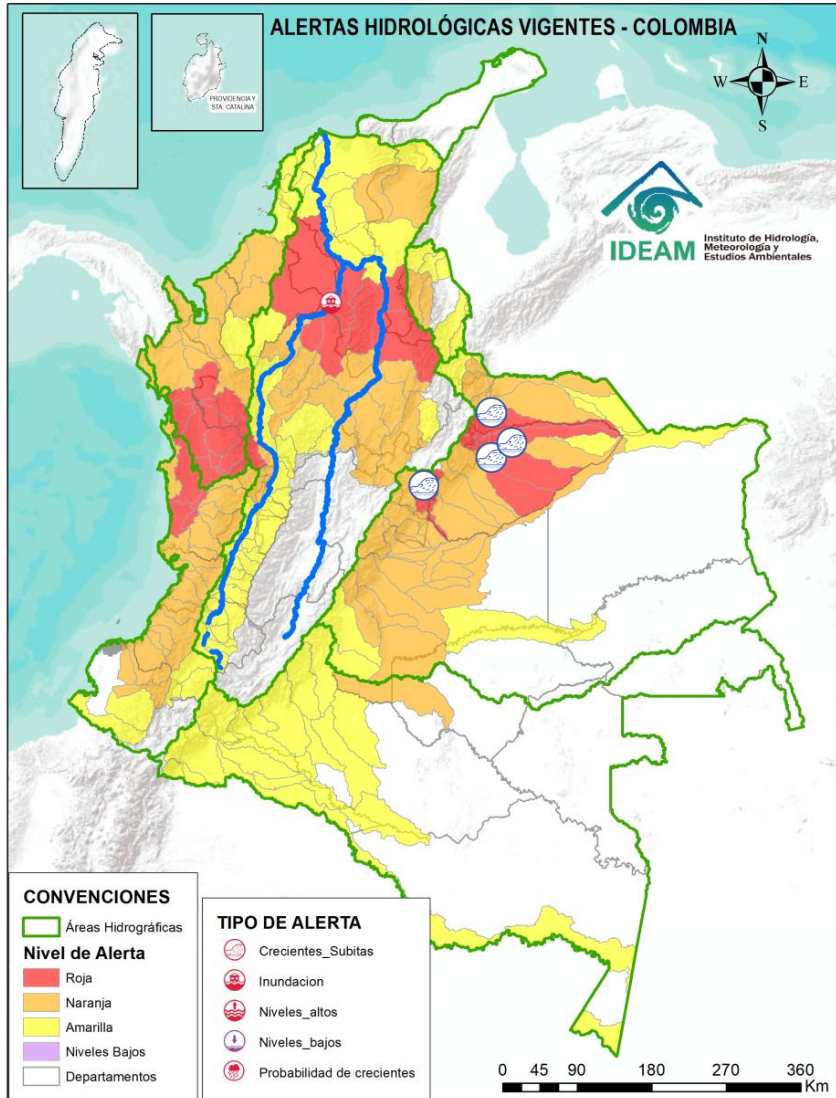 ALERTAS HIDROLÓGICAS VIGENTES - COLOMBIA
PROVIDENCIA Y
STA. CATALINA
N
W
E
S
IDEAM
Instituto de Hidrología,
Meteorología y
Estudios Ambientales
CONVENCIONES
Áreas Hidrográficas
Nivel de Alerta
Roja
Naranja
Amarilla
Niveles Bajos
Departamentos
TIPO DE ALERTA
Crecientes_Subitas
Inundacion
Niveles_altos
Niveles_bajos
Probabilidad de crecientes
0 45 90 180 270 360
Km